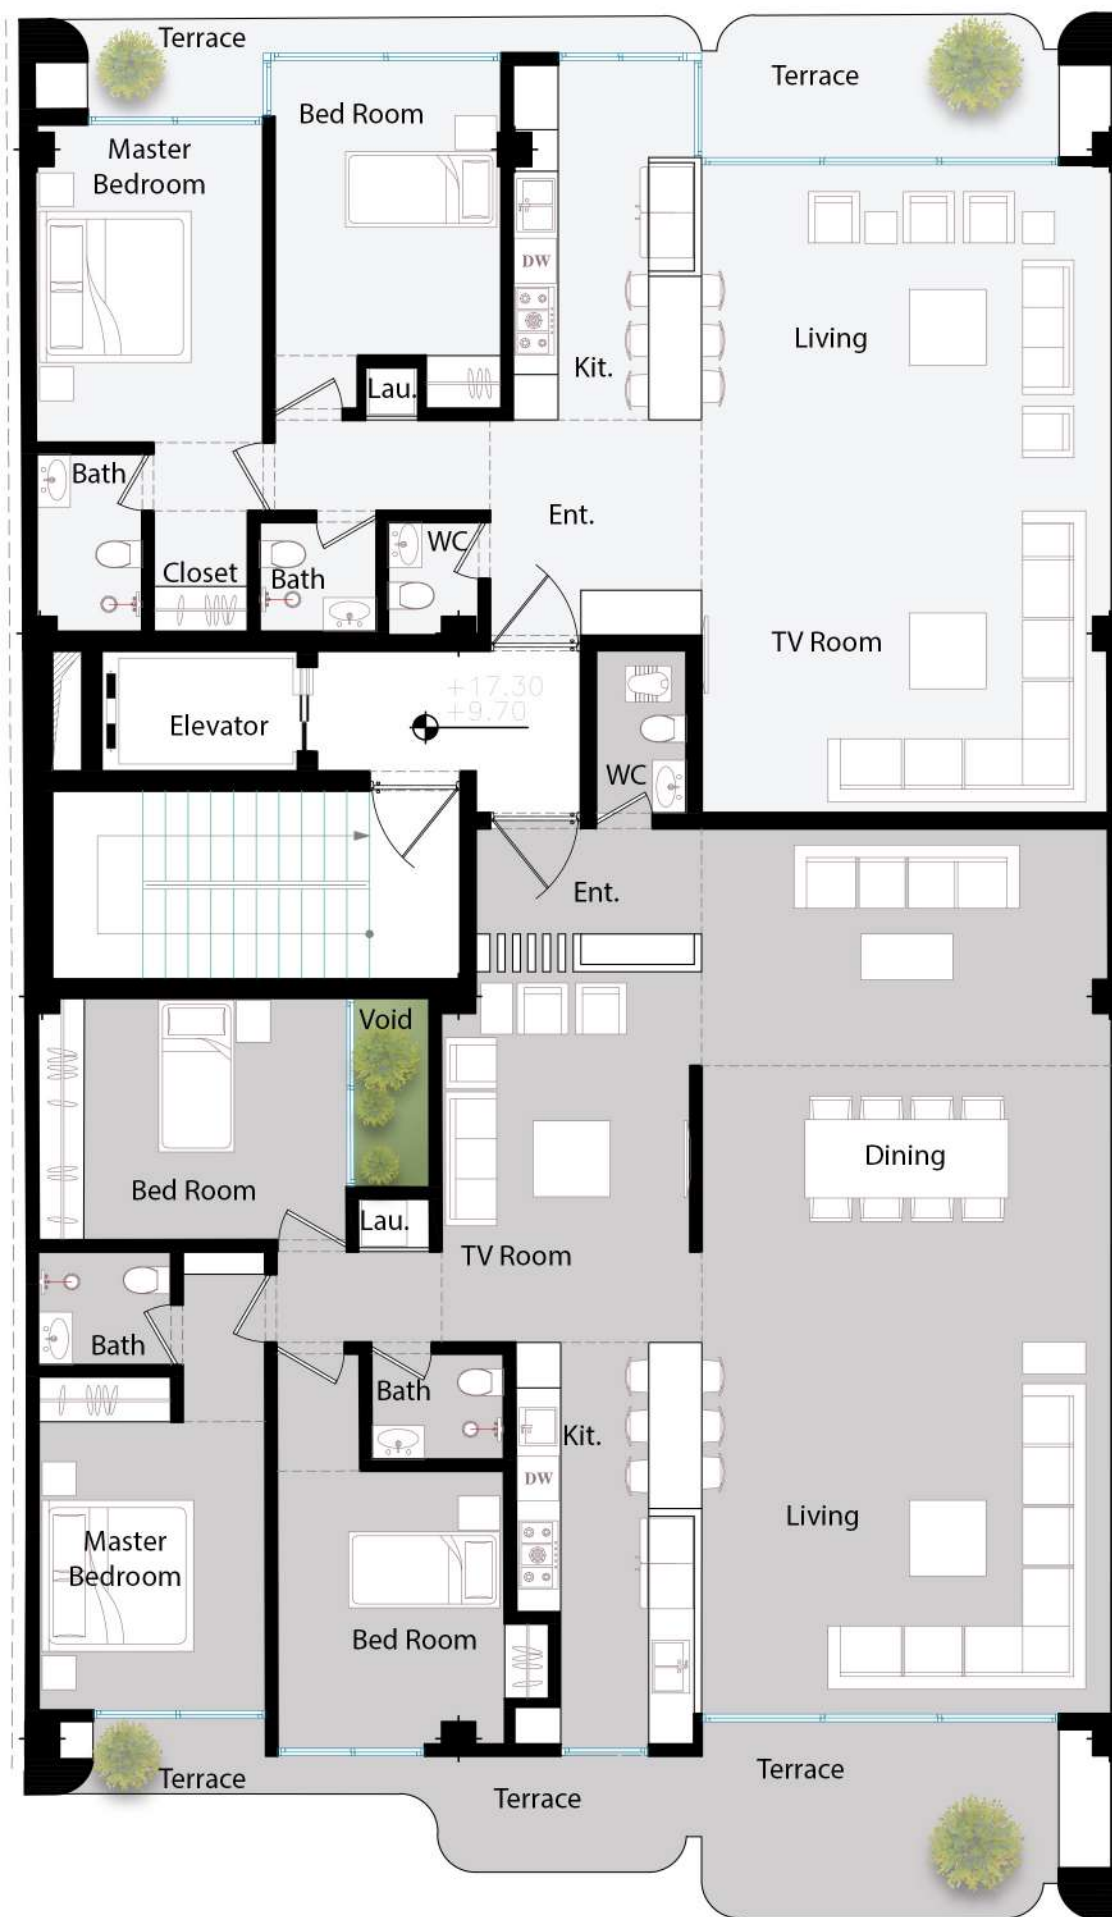 Terrace
Terrace
Bed Room
Master
Bedroom
DW
Living
Kit.
Lau.
Bath
Ent.
WC
Closet
Bath
TV Room
+17.30
+9.70
Elevator
WC
Ent.
Void
Dining
Bed Room
Lau.
TV Room
Bath
Bath
Kit.
DW
Living
Master
Bedroom
Bed Room
Terrace
Terrace
Terrace